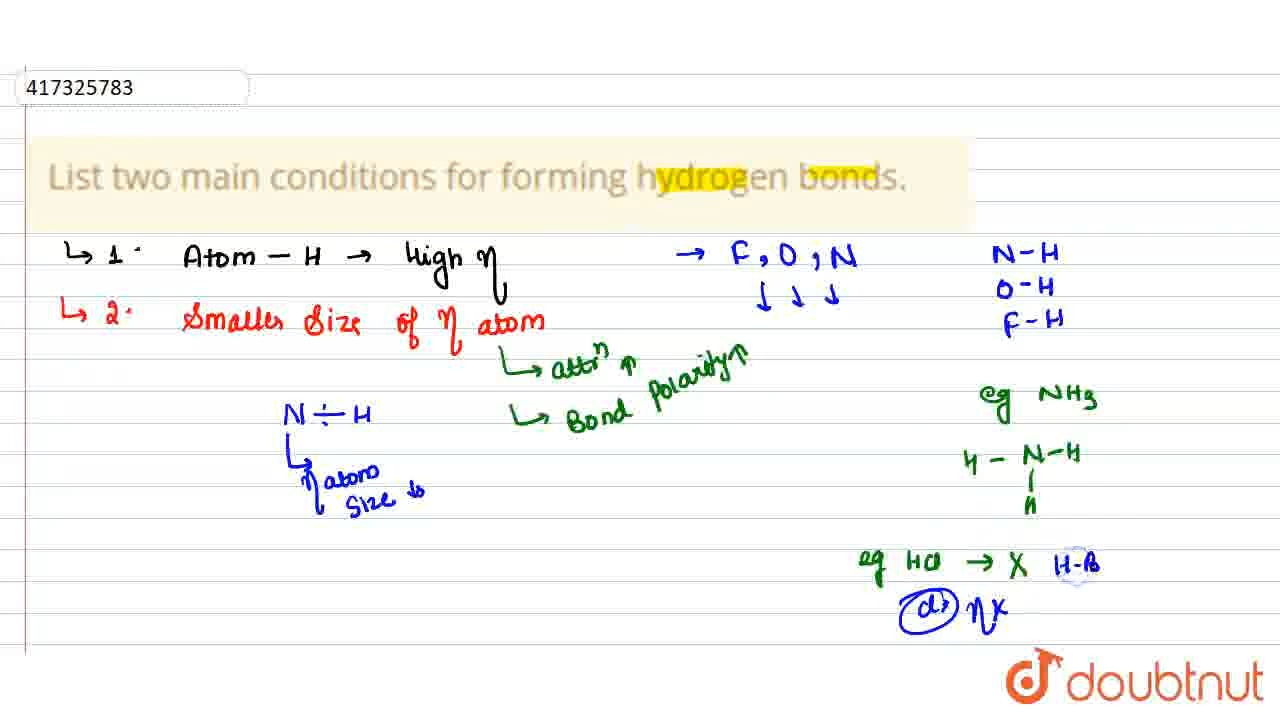 417325783
List two main conditions for forming hydrogen bonds.
↳ 1· Atom – H → High η → F, O, N N–H
↓ ↓ ↓ O–H
↳ 2· Smaller Size of η atom F–H
↳ attrⁿ ↑
↳ Bond polarity ↑
eg NH3
N ÷ H
H – N – H
H
↳ η atom
Size ↓
eg HCl → X H-B
Cl → η X
doubtnut